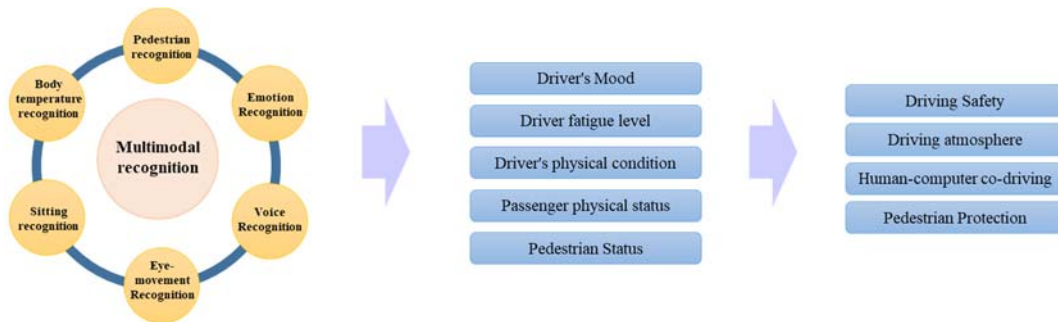 Pedestrian
recognition
Body
temperature
recognition
Emotion
Recognition
Multimodal
recognition
Sitting
recognition
Voice
Recognition
Eye-
movement
Recognition
Driver's Mood
Driver fatigue level
Driver's physical condition
Passenger physical status
Pedestrian Status
Driving Safety
Driving atmosphere
Human-computer co-driving
Pedestrian Protection